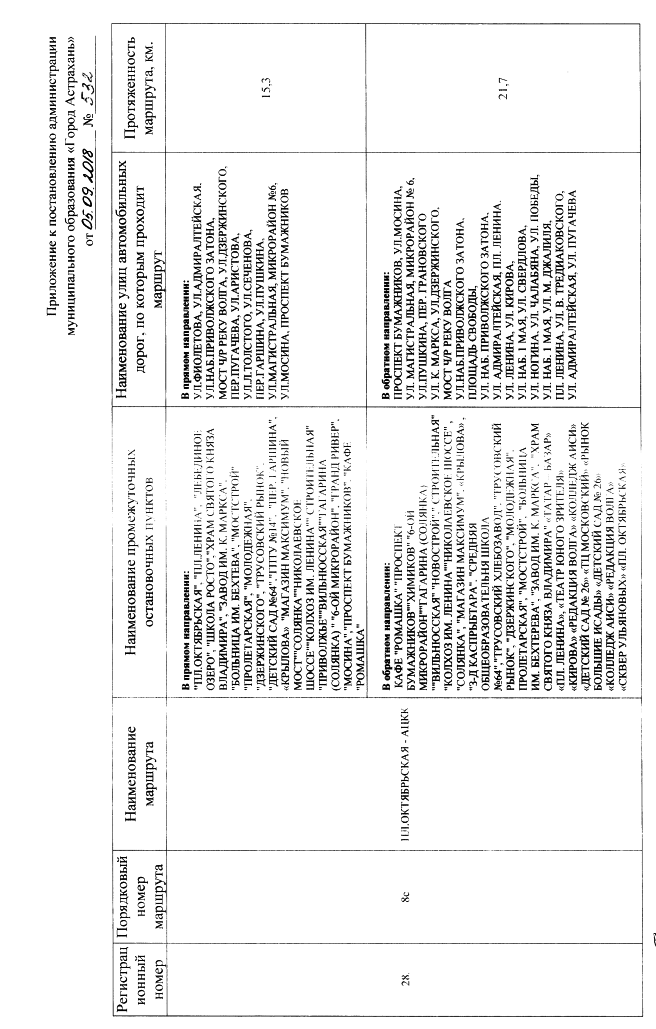 Приложение к постановлению администрации
муниципального образования «Город Астрахань»
от 05.09.2018 № 532
Регистрац
ионный
номер
Порядковый
номер
маршрута
Наименование
маршрута
Наименование промежуточных
остановочных пунктов
Наименование улиц автомобильных
дорог, по которым проходит
маршрут
Протяженность
маршрута, км.
28.
8с
ПЛ.ОКТЯБРЬСКАЯ - АЦКК
В прямом направлении:
"ПЛ.ОКТЯБРЬСКАЯ", "ПЛ.ЛЕНИНА", "ЛЕБЕДИНОЕ
ОЗЕРО", "ШКОЛА РОСТО", "ХРАМ СВЯТОГО КНЯЗЯ
ВЛАДИМИРА", "ЗАВОД ИМ. К. МАРКСА",
"БОЛЬНИЦА ИМ. БЕХТЕВА", "МОСТСТРОЙ"
"ПРОЛЕТАРСКАЯ", "МОЛОДЕЖНАЯ",
"ДЗЕРЖИНСКОГО", "ТРУСОВСКИЙ РЫНОК",
"ДЕТСКИЙ САД №64", "ГПТУ №14", "ПЕР. ГАРШИНА",
«КРЫЛОВА» "МАГАЗИН МАКСИМУМ", "НОВЫЙ
МОСТ""СОЛЯНКА""НИКОЛАЕВСКОЕ
ШОССЕ""КОЛХОЗ ИМ. ЛЕНИНА"" СТРОИТЕЛЬНАЯ"
"ПРИВОЛЖЬЕ""ВИЛЬНЮССКАЯ""ГАГАРИНА
(СОЛЯНКА) ""6-ОЙ МИКРОРАЙОН", "ГРАНД РИВЕР",
"МОСИНА","ПРОСПЕКТ БУМАЖНИКОВ", "КАФЕ
"РОМАШКА"
В прямом направлении:
УЛ.ФИОЛЕТОВА, УЛ.АДМИРАЛТЕЙСКАЯ,
УЛ.НАБ.ПРИВОЛЖСКОГО ЗАТОНА,
МОСТ Ч/Р РЕКУ ВОЛГА, УЛ.ДЗЕРЖИНСКОГО,
ПЕР.ПУГАЧЕВА, УЛ.АРИСТОВА,
УЛ.Л.ТОЛСТОГО, УЛ.СЕЧЕНОВА,
ПЕР.ГАРШИНА, УЛ.ПУШКИНА,
УЛ.МАГИСТРАЛЬНАЯ, МИКРОРАЙОН №6,
УЛ.МОСИНА, ПРОСПЕКТ БУМАЖНИКОВ
15,3
В обратном направлении:
КАФЕ "РОМАШКА" "ПРОСПЕКТ
БУМАЖНИКОВ""ХИМИКОВ" "6-ОЙ
МИКРОРАЙОН""ГАГАРИНА (СОЛЯНКА)
""ВИЛЬНЮССКАЯ" "НОВОСТРОЙ"" СТРОИТЕЛЬНАЯ"
"КОЛХОЗ ИМ. ЛЕНИНА""НИКОЛАЕВСКОЕ ШОССЕ",
"СОЛЯНКА", "МАГАЗИН МАКСИМУМ", «КРЫЛОВА»,
"3-Д КАСПРЫБТАРА", "СРЕДНЯЯ
ОБЩЕОБРАЗОВАТЕЛЬНЯ ШКОЛА
№64","ТРУСОВСКИЙ ХЛЕБОЗАВОД", "ТРУСОВСКИЙ
РЫНОК", "ДЗЕРЖИНСКОГО", "МОЛОДЕЖНАЯ",
ПРОЛЕТАРСКАЯ", "МОСТСТРОЙ", "БОЛЬНИЦА
ИМ. БЕХТЕРЕВА", "ЗАВОД ИМ. К. МАРКСА", "ХРАМ
СВЯТОГО КНЯЗЯ ВЛАДИМИРА" «ТАТАР - БАЗАР»
«ПЛ. ЛЕНИНА», «ТЕАТР ЮНОГО ЗРИТЕЛЯ»
«КИРОВА» «РЕДАКЦИЯ ВОЛГА» «КОЛЛЕДЖ АИСИ»
«ДЕТСКИЙ САД № 26» «ТЦ МОСКОВСКИЙ» «РЫНОК
БОЛЬШИЕ ИСАДЫ» «ДЕТСКИЙ САД № 26»
«КОЛЛЕДЖ АИСИ» «РЕДАКЦИЯ ВОЛГА»
«СКВЕР УЛЬЯНОВЫХ» «ПЛ. ОКТЯБРЬСКАЯ»
В обратном направлении:
ПРОСПЕКТ БУМАЖНИКОВ, УЛ.МОСИНА,
УЛ. МАГИСТРАЛЬНАЯ, МИКРОРАЙОН № 6,
УЛ.ПУШКИНА, ПЕР. ГРАНОВСКОГО
УЛ. К. МАРКСА, УЛ.ДЗЕРЖИНСКОГО,
МОСТ Ч/Р РЕКУ ВОЛГА
УЛ.НАБ.ПРИВОЛЖСКОГО ЗАТОНА,
ПЛОЩАДЬ СВОБОДЫ,
УЛ. НАБ. ПРИВОЛЖСКОГО ЗАТОНА,
УЛ. АДМИРАЛТЕЙСКАЯ, ПЛ. ЛЕНИНА,
УЛ. ЛЕНИНА, УЛ. КИРОВА,
УЛ. НАБ. 1 МАЯ, УЛ. СВЕРДЛОВА,
УЛ. НОГИНА, УЛ. ЧАЛАБЯНА, УЛ. ПОБЕДЫ,
УЛ. НАБ. 1 МАЯ, УЛ. М. ДЖАЛИЛЯ,
ПЛ. ЛЕНИНА, УЛ. В. ТРЕДИАКОВСКОГО,
УЛ. АДМИРАЛТЕЙСКАЯ, УЛ. ПУГАЧЕВА
21,7